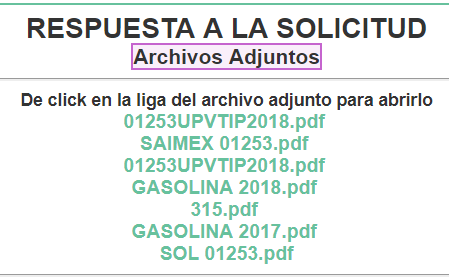 RESPUESTA A LA SOLICITUD
Archivos Adjuntos
De click en la liga del archivo adjunto para abrirlo
01253UPVTIP2018.pdf
SAIMEX 01253.pdf
01253UPVTIP2018.pdf
GASOLINA 2018.pdf
315.pdf
GASOLINA 2017.pdf
SOL 01253.pdf